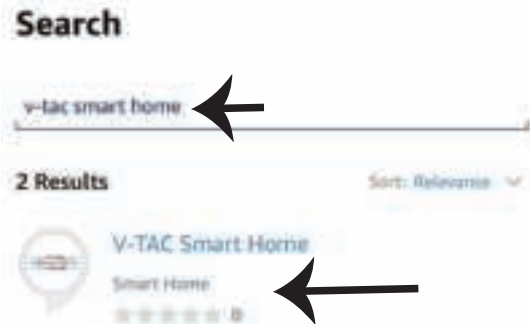 Search
v-tac smart home
2 Results
Sort: Relevance
V-TAC Smart Home
Smart Home
0